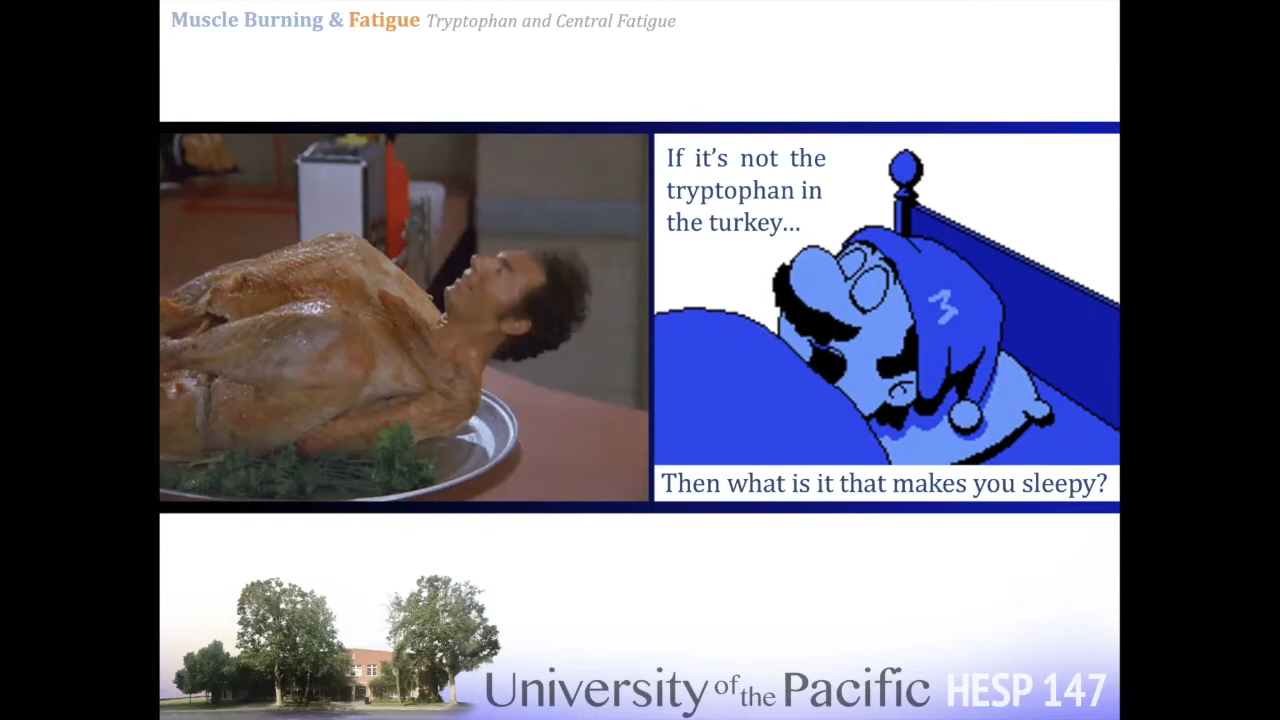 Muscle Burning & Fatigue Tryptophan and Central Fatigue
If it's not the
tryptophan in
the turkey...
M
Then what is it that makes you sleepy?
University of the Pacific HESP 147